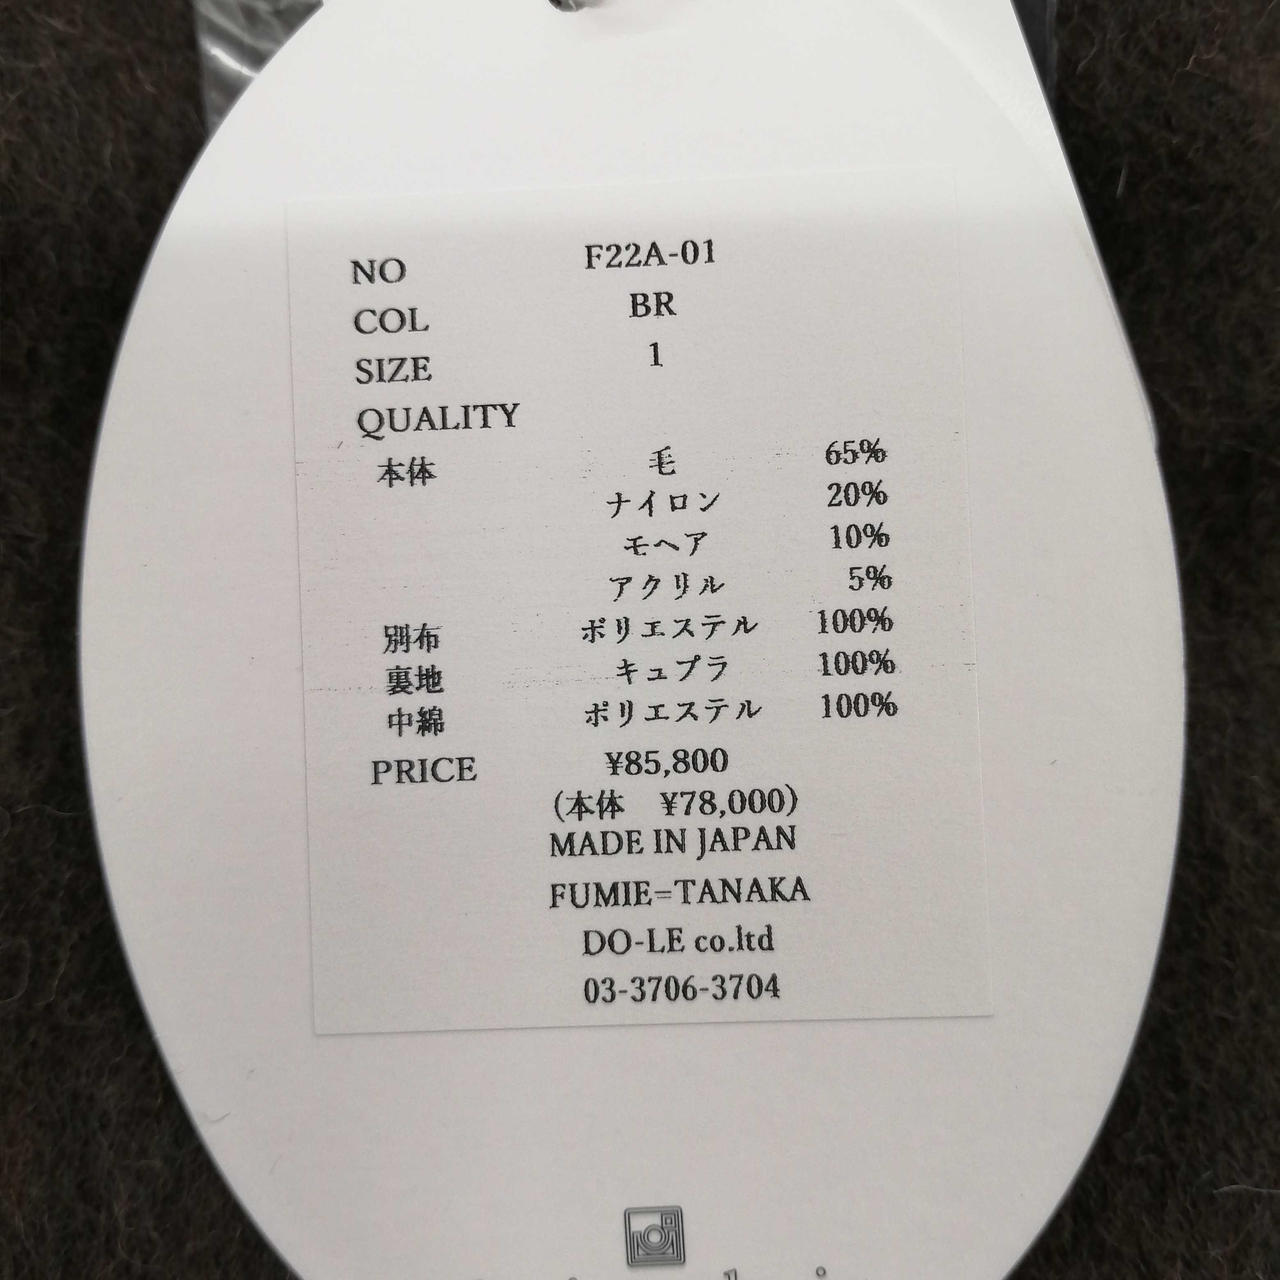 NO F22A-01
COL BR
SIZE 1
QUALITY
本体 毛 65%
ナイロン 20%
モヘア 10%
アクリル 5%
別布 ポリエステル 100%
裏地 キュプラ 100%
中綿 ポリエステル 100%
PRICE ¥85,800
(本体 ¥78,000)
MADE IN JAPAN
FUMIE=TANAKA
DO-LE co.ltd
03-3706-3704